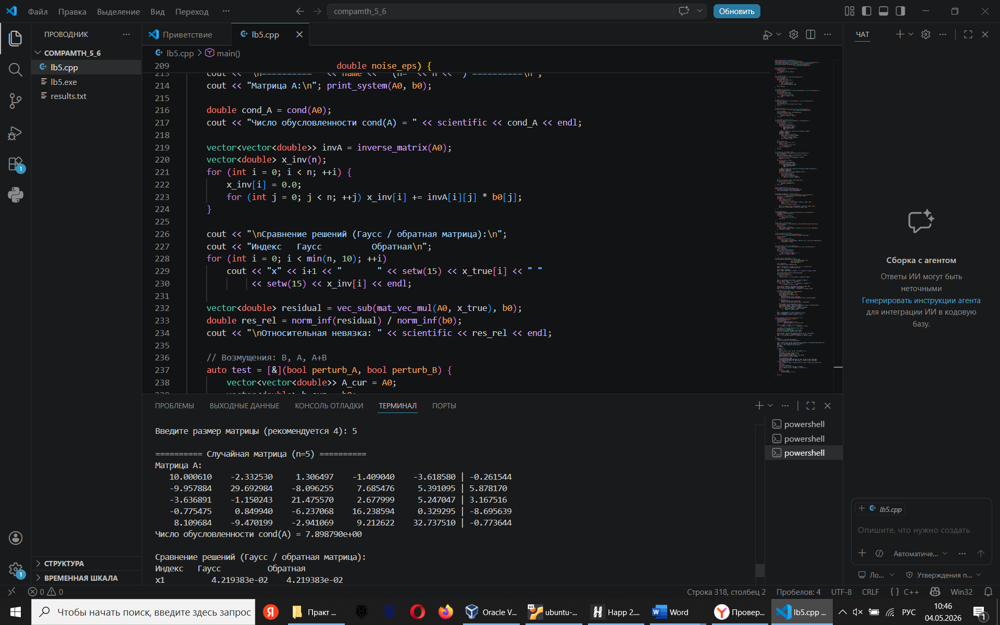 Файл Правка Выделение Вид Переход ··· compamth_5_6 Обновить
ПРОВОДНИК ···
COMPAMTH_5_6
lb5.cpp
lb5.exe
results.txt
СТРУКТУРА
ВРЕМЕННАЯ ШКАЛА
Приветствие lb5.cpp
lb5.cpp > main()
209 double noise_eps) {
214 cout << "Матрица A:\n"; print_system(A0, b0);
215
216 double cond_A = cond(A0);
217 cout << "Число обусловленности cond(A) = " << scientific << cond_A << endl;
218
219 vector<vector<double>> invA = inverse_matrix(A0);
220 vector<double> x_inv(n);
221 for (int i = 0; i < n; ++i) {
222 x_inv[i] = 0.0;
223 for (int j = 0; j < n; ++j) x_inv[i] += invA[i][j] * b0[j];
224 }
225
226 cout << "\nСравнение решений (Гаусс / обратная матрица):\n";
227 cout << "Индекс   Гаусс          Обратная\n";
228 for (int i = 0; i < min(n, 10); ++i)
229 cout << "x" << i+1 << "       " << setw(15) << x_true[i] << " "
230 << setw(15) << x_inv[i] << endl;
231
232 vector<double> residual = vec_sub(mat_vec_mul(A0, x_true), b0);
233 double res_rel = norm_inf(residual) / norm_inf(b0);
234 cout << "\nОтносительная невязка: " << scientific << res_rel << endl;
235
236 // Возмущения: B, A, A+B
237 auto test = [&](bool perturb_A, bool perturb_B) {
238 vector<vector<double>> A_cur = A0;
ПРОБЛЕМЫ ВЫХОДНЫЕ ДАННЫЕ КОНСОЛЬ ОТЛАДКИ ТЕРМИНАЛ ПОРТЫ
Введите размер матрицы (рекомендуется 4): 5
========== Случайная матрица (n=5) ==========
Матрица A:
10.000610 -2.332530 1.306497 -1.409040 -3.618580 | -0.261544
-9.957884 29.692984 -8.096255 7.685476 5.391095 | 5.878170
-3.636891 -1.150243 21.475570 2.677999 5.247047 | 3.167516
-0.775475 0.849940 -6.237068 16.238594 0.329295 | -8.695639
8.109684 -9.470199 -2.941069 9.212622 32.737510 | -0.773644
Число обусловленности cond(A) = 7.898790e+00
Сравнение решений (Гаусс / обратная матрица):
Индекс Гаусс Обратная
x1 4.219383e-02 4.219383e-02
powershell
powershell
powershell
ЧАТ
Сборка с агентом
Ответы ИИ могут быть
неточными
Генерировать инструкции агента
для интеграции ИИ в кодовую
базу.
lb5.cpp
Опишите, что нужно создать
Автоматиче...
Ло... Утверждения п...
0 0 Строка 318, столбец 2 Пробелов: 4 UTF-8 CRLF {} C++ Win32
Чтобы начать поиск, введите здесь запрос Практ ... Oracle V... ubuntu-... Happ 2.... Word Провер... lb5.cpp ... РУС 10:46
04.05.2026